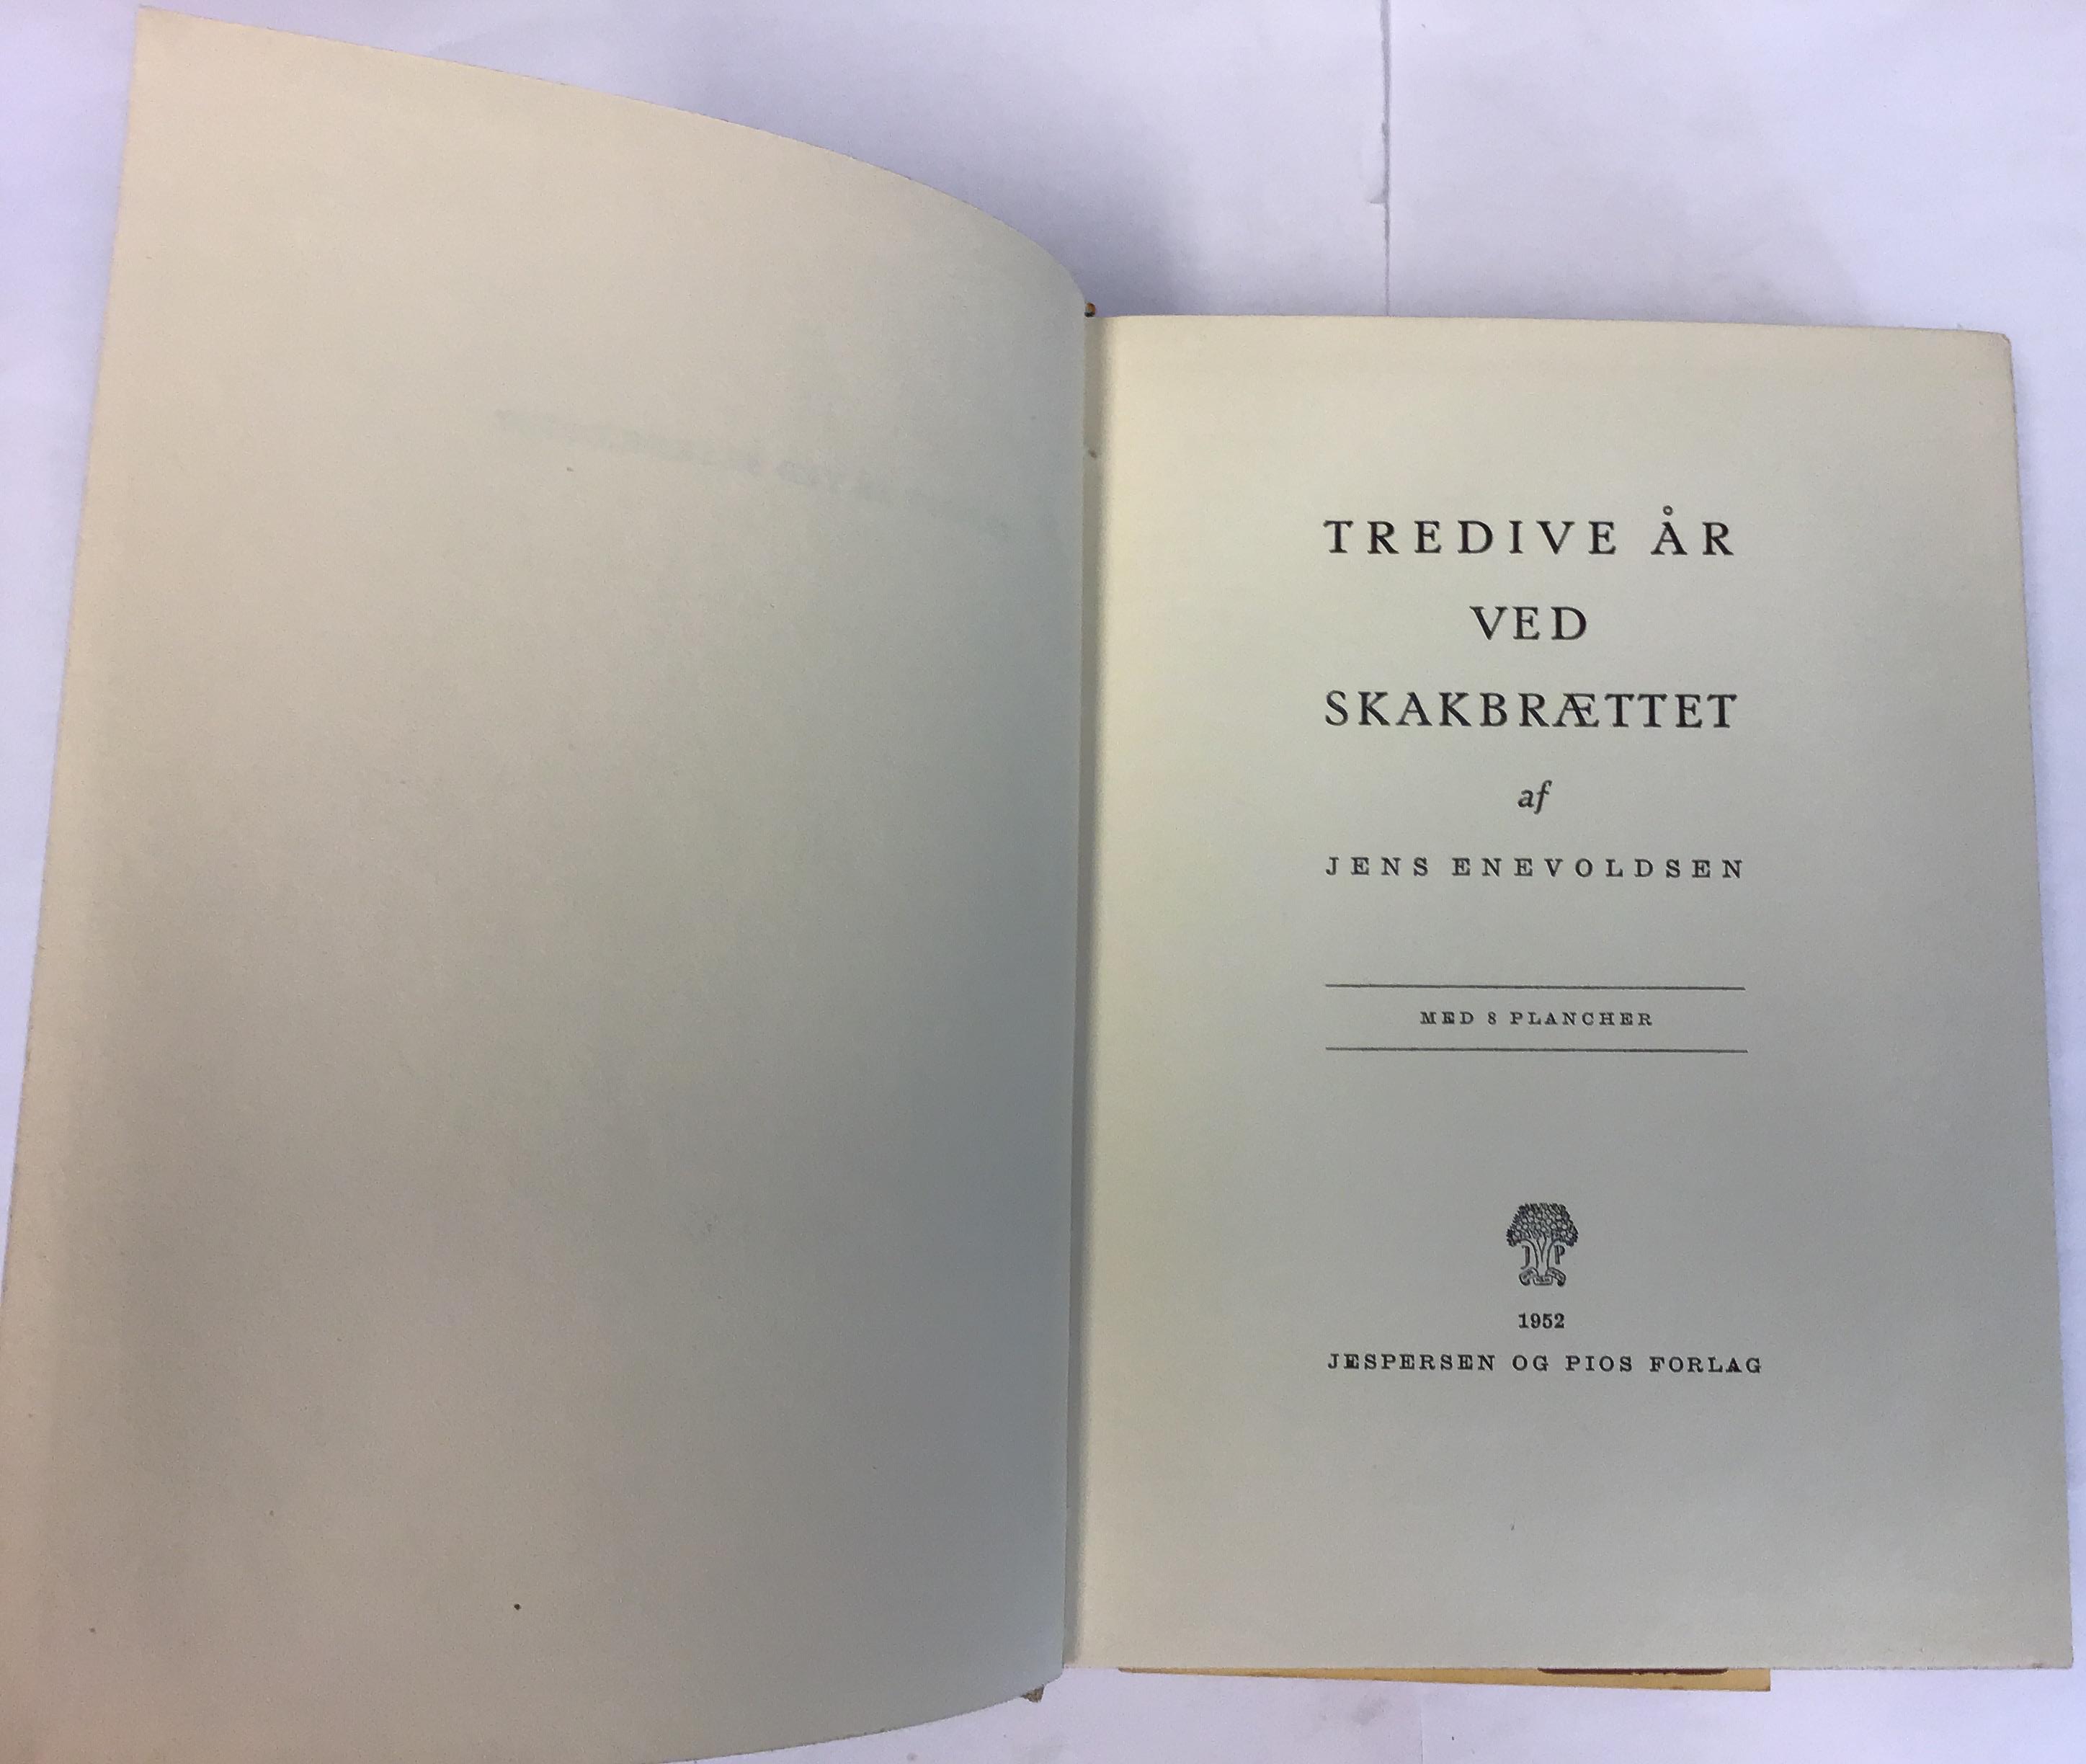 TREDIVE ÅR
VED
SKAKBRÆTTET
af
JENS ENEVOLDSEN
MED 8 PLANCHER
J P
1952
JESPERSEN OG PIOS FORLAG